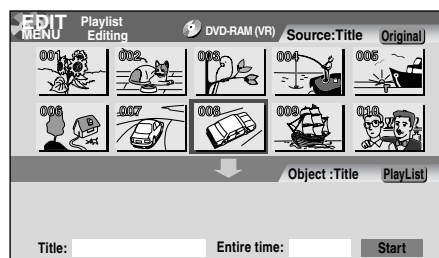 EDIT MENU
Playlist Editing
DVD-RAM (VR)
Source:Title
Original
001 002 003 004 005
006 007 008 009 010
Object :Title
PlayList
Title:
Entire time:
Start